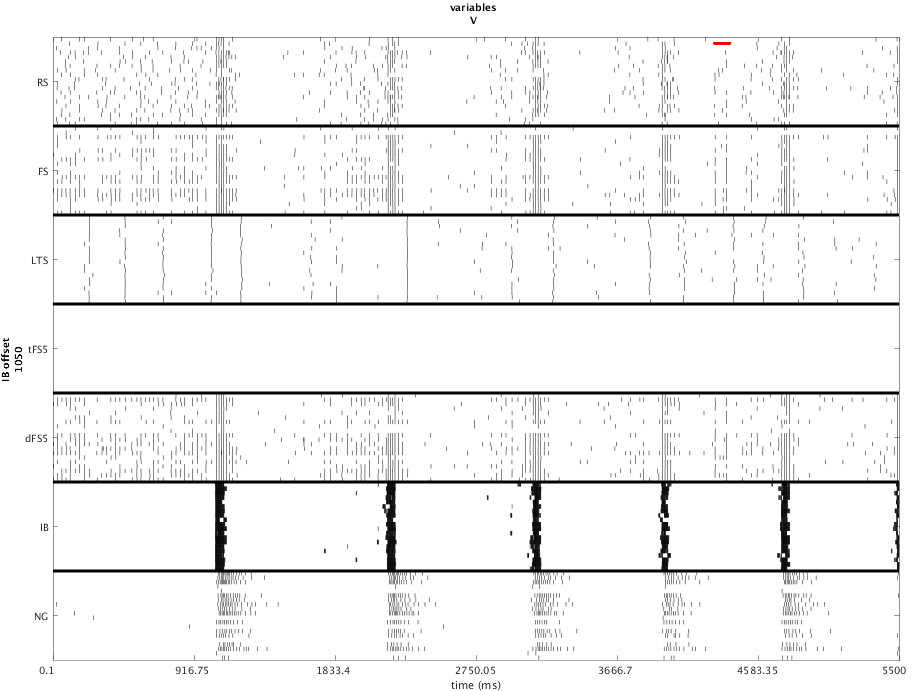 variables
V
RS
FS
LTS
tFS5
dFS5
IB
NG
IB offset
1050
0.1 916.75 1833.4 2750.05 3666.7 4583.35 5500
time (ms)